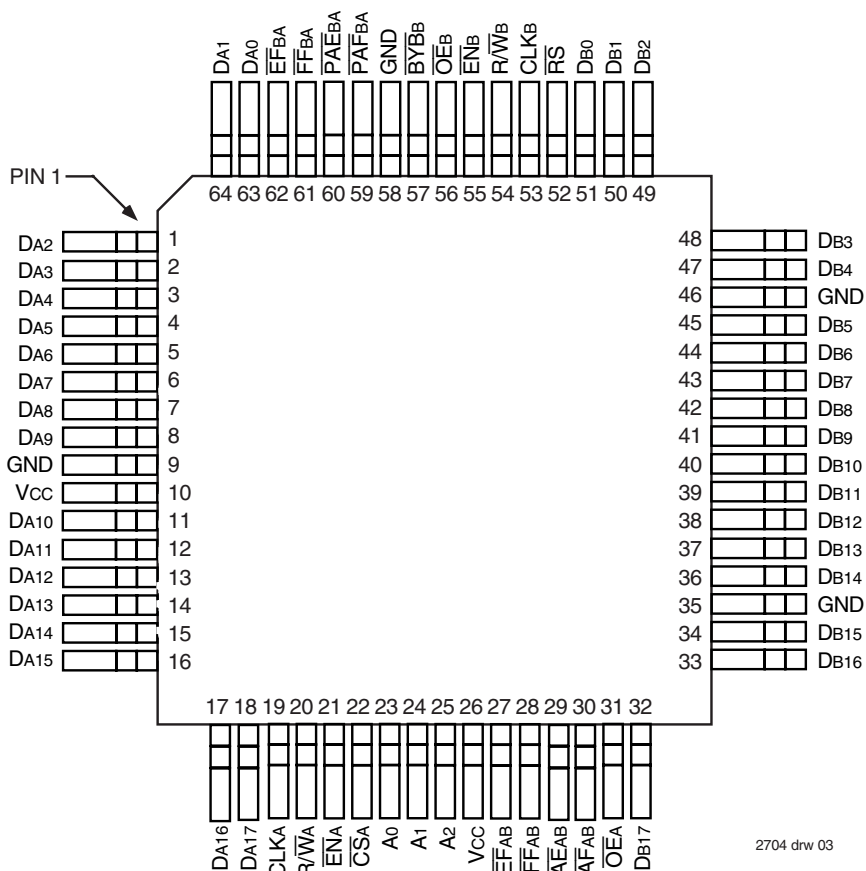 DA1 DA0 EFBA FFBA PAEBA PAFBA GND BYBB OEB ENB R/WB CLKB RS DB0 DB1 DB2
PIN 1
64 63 62 61 60 59 58 57 56 55 54 53 52 51 50 49
DA2 1 48 DB3
DA3 2 47 DB4
DA4 3 46 GND
DA5 4 45 DB5
DA6 5 44 DB6
DA7 6 43 DB7
DA8 7 42 DB8
DA9 8 41 DB9
GND 9 40 DB10
VCC 10 39 DB11
DA10 11 38 DB12
DA11 12 37 DB13
DA12 13 36 DB14
DA13 14 35 GND
DA14 15 34 DB15
DA15 16 33 DB16
17 18 19 20 21 22 23 24 25 26 27 28 29 30 31 32
DA16 DA17 CLKA R/WA ENA CSA A0 A1 A2 VCC EFAB FFAB AEAB AFAB OEA DB17
2704 drw 03